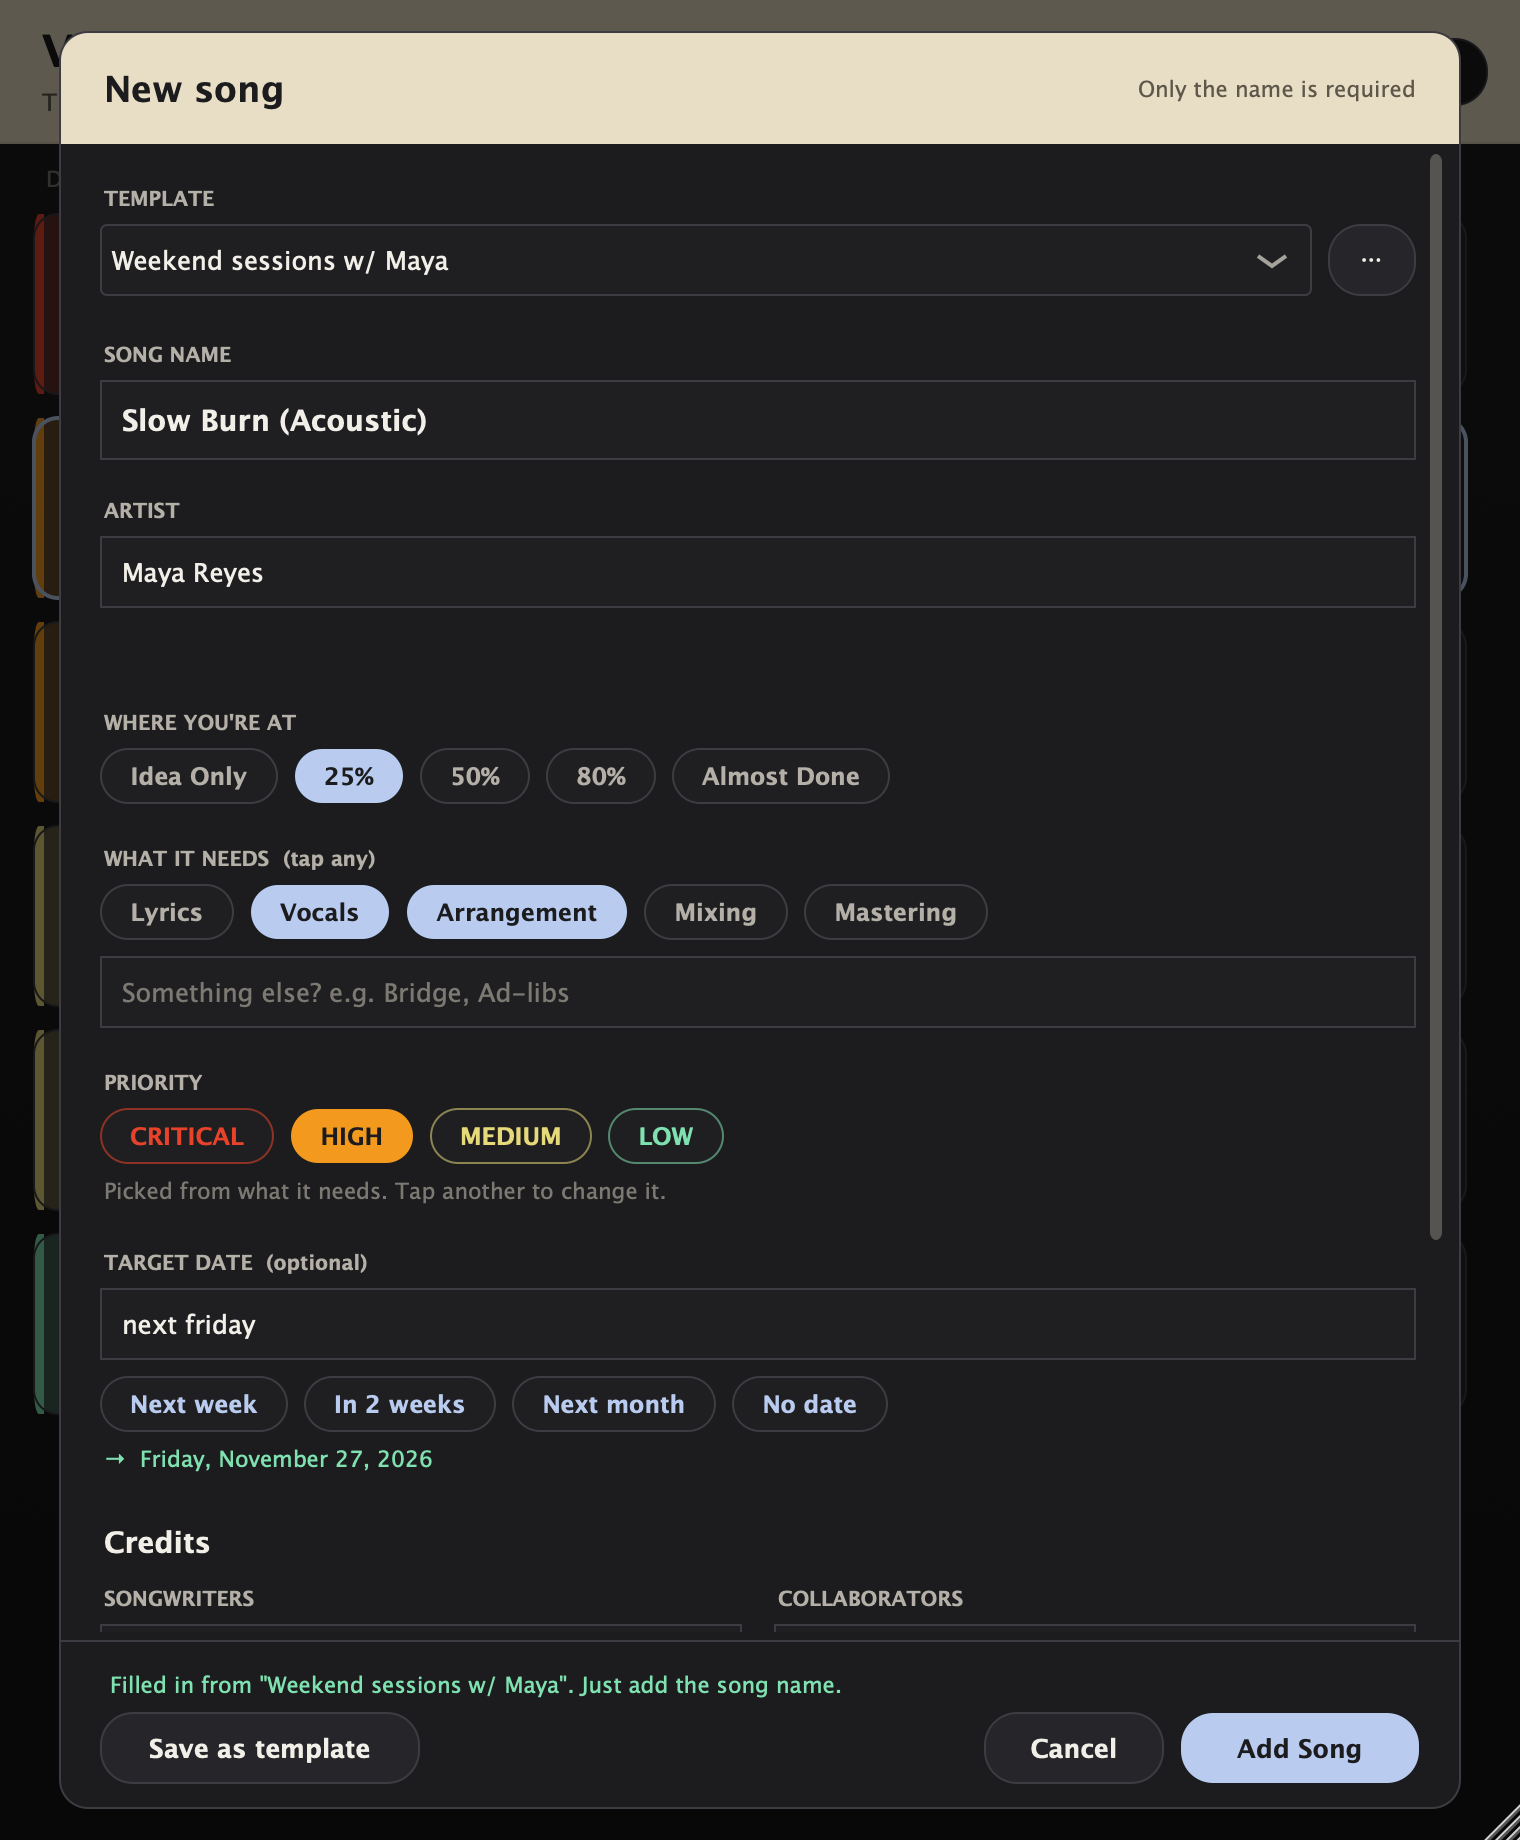 New song
Only the name is required
TEMPLATE
Weekend sessions w/ Maya
...
SONG NAME
Slow Burn (Acoustic)
ARTIST
Maya Reyes
WHERE YOU'RE AT
Idea Only 25% 50% 80% Almost Done
WHAT IT NEEDS (tap any)
Lyrics Vocals Arrangement Mixing Mastering
Something else? e.g. Bridge, Ad-libs
PRIORITY
CRITICAL HIGH MEDIUM LOW
Picked from what it needs. Tap another to change it.
TARGET DATE (optional)
next friday
Next week In 2 weeks Next month No date
→ Friday, November 27, 2026
Credits
SONGWRITERS COLLABORATORS
Filled in from "Weekend sessions w/ Maya". Just add the song name.
Save as template Cancel Add Song